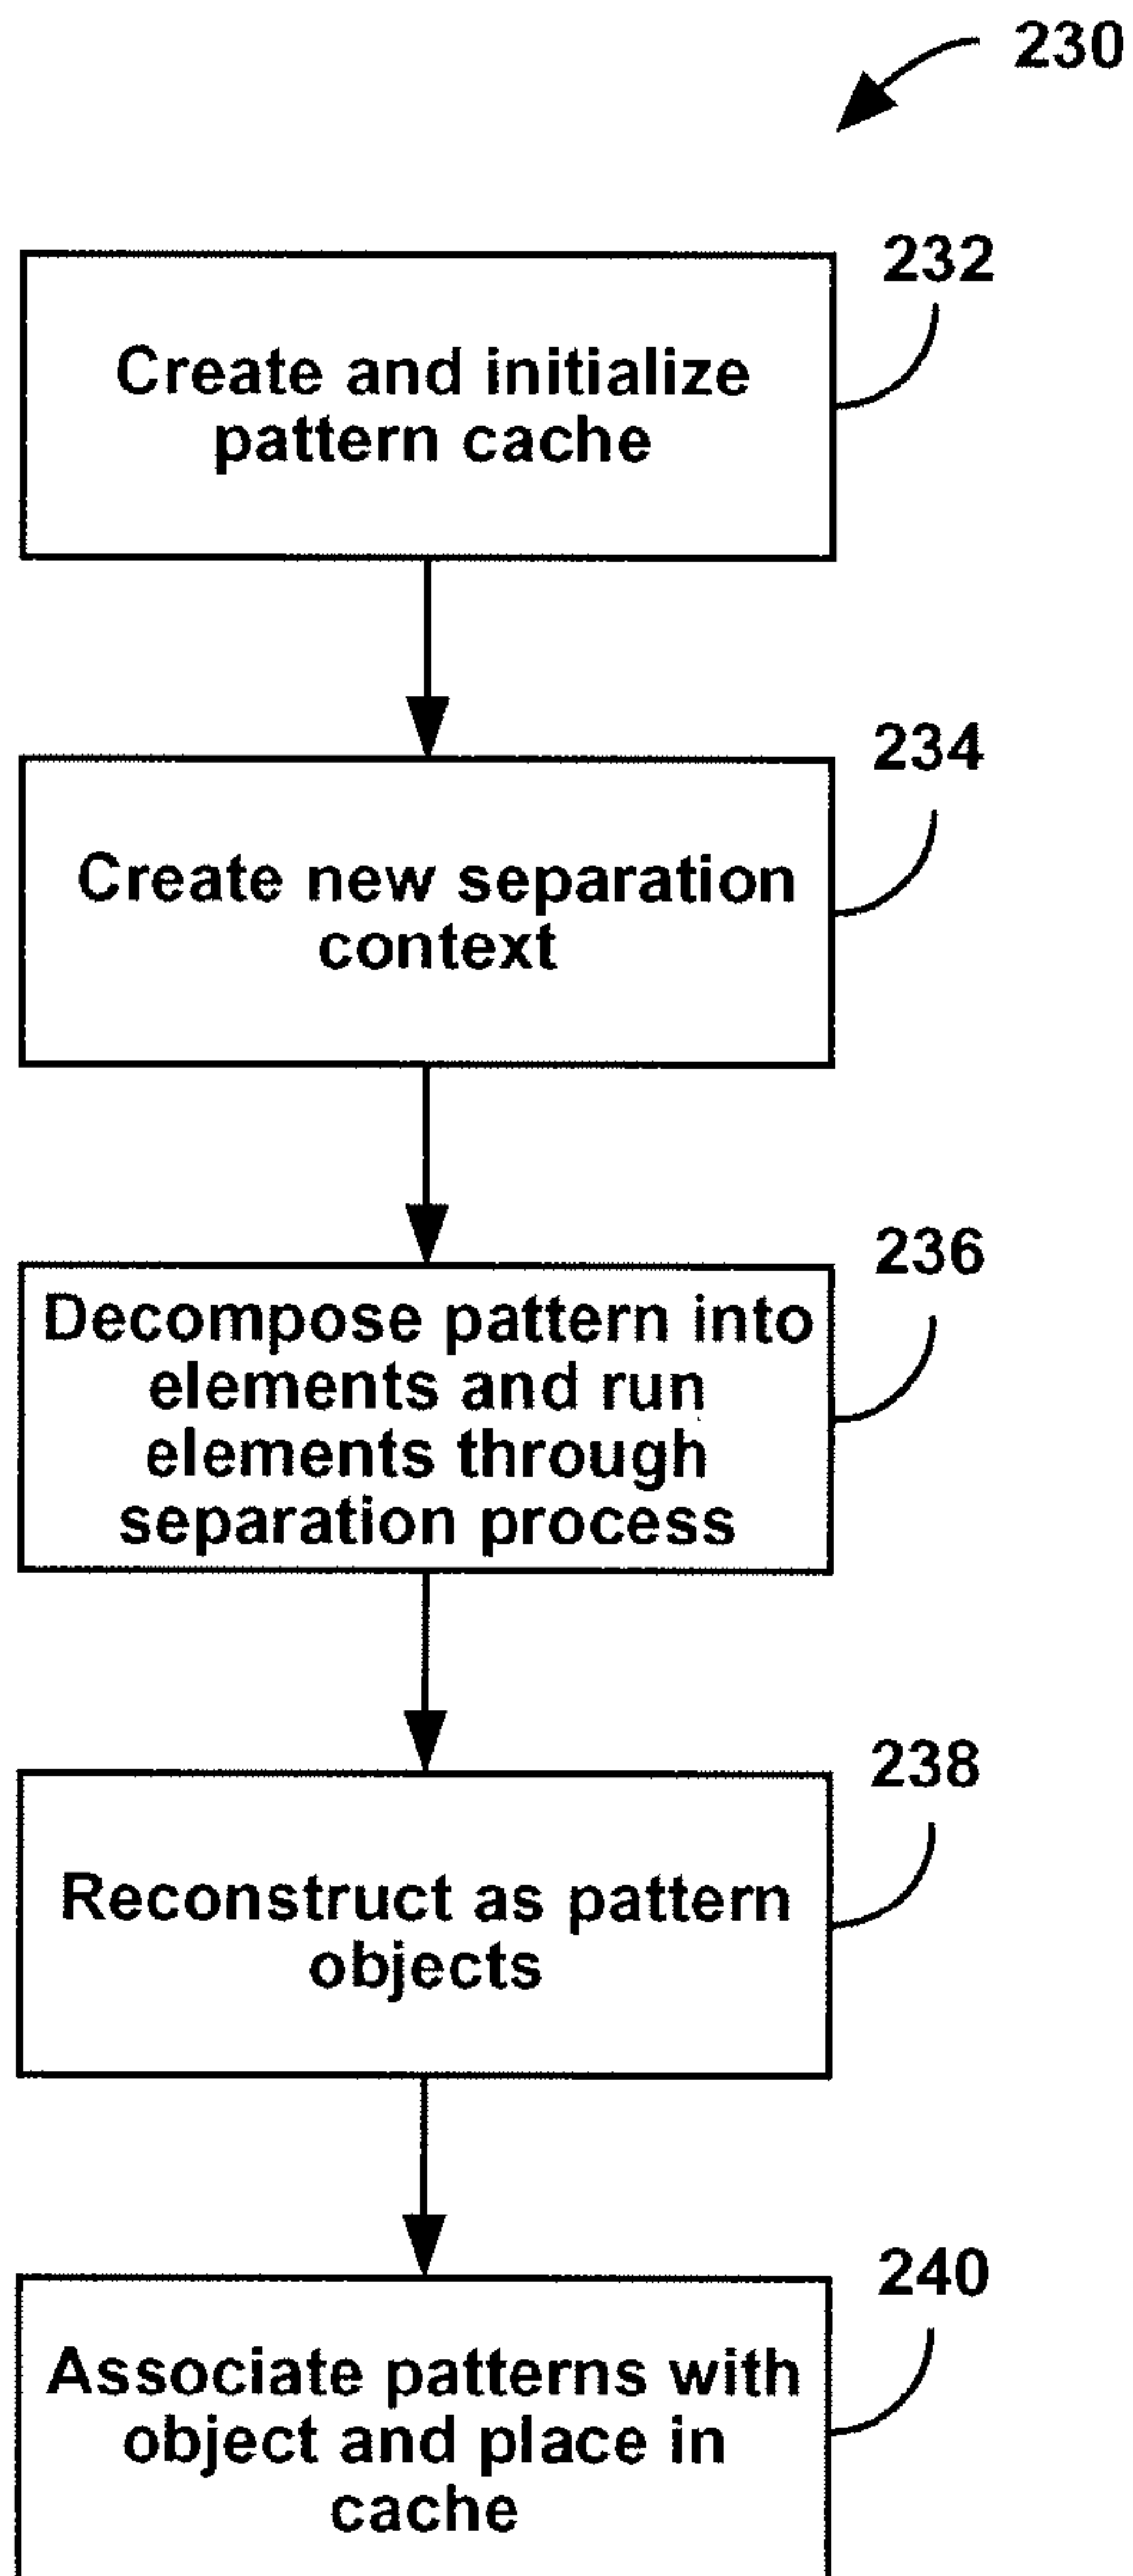 230
232
Create and initialize
pattern cache
234
Create new separation
context
236
Decompose pattern into
elements and run
elements through
separation process
238
Reconstruct as pattern
objects
240
Associate patterns with
object and place in
cache